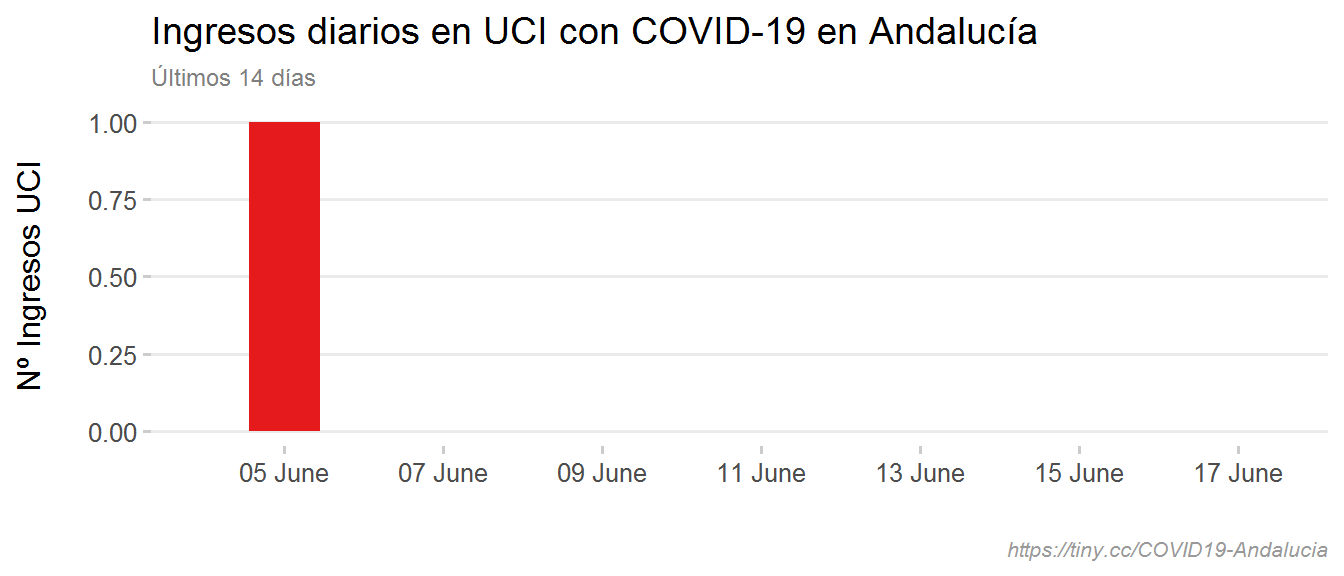 Ingresos diarios en UCI con COVID-19 en Andalucía
Últimos 14 días
Nº Ingresos UCI
1.00
0.75
0.50
0.25
0.00
05 June 07 June 09 June 11 June 13 June 15 June 17 June
https://tiny.cc/COVID19-Andalucia